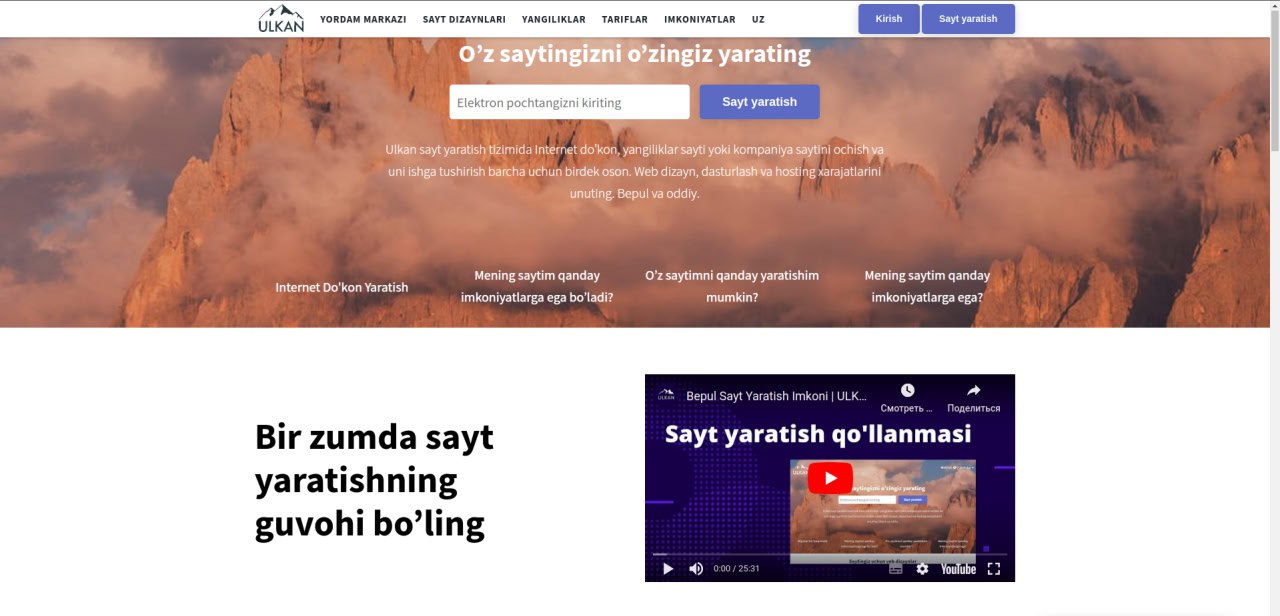 ULKAN
YORDAM MARKAZI SAYT DIZAYNLARI YANGILIKLAR TARIFLAR IMKONIYATLAR UZ
Kirish Sayt yaratish
O’z saytingizni o’zingiz yarating
Elektron pochtangizni kiriting
Sayt yaratish
Ulkan sayt yaratish tizimida Internet do'kon, yangiliklar sayti yoki kompaniya saytini ochish va
uni ishga tushirish barcha uchun birdek oson. Web dizayn, dasturlash va hosting xarajatlarini
unuting. Bepul va oddiy.
Internet Do'kon Yaratish
Mening saytim qanday
imkoniyatlarga ega bo’ladi?
O’z saytimni qanday yaratishim
mumkin?
Mening saytim qanday
imkoniyatlarga ega?
Bir zumda sayt
yaratishning
guvohi bo’ling
ULKAN
Bepul Sayt Yaratish Imkoni | ULK...
Смотреть ...
Поделиться
Sayt yaratish qo'llanmasi
0:00 / 25:31
YouTube